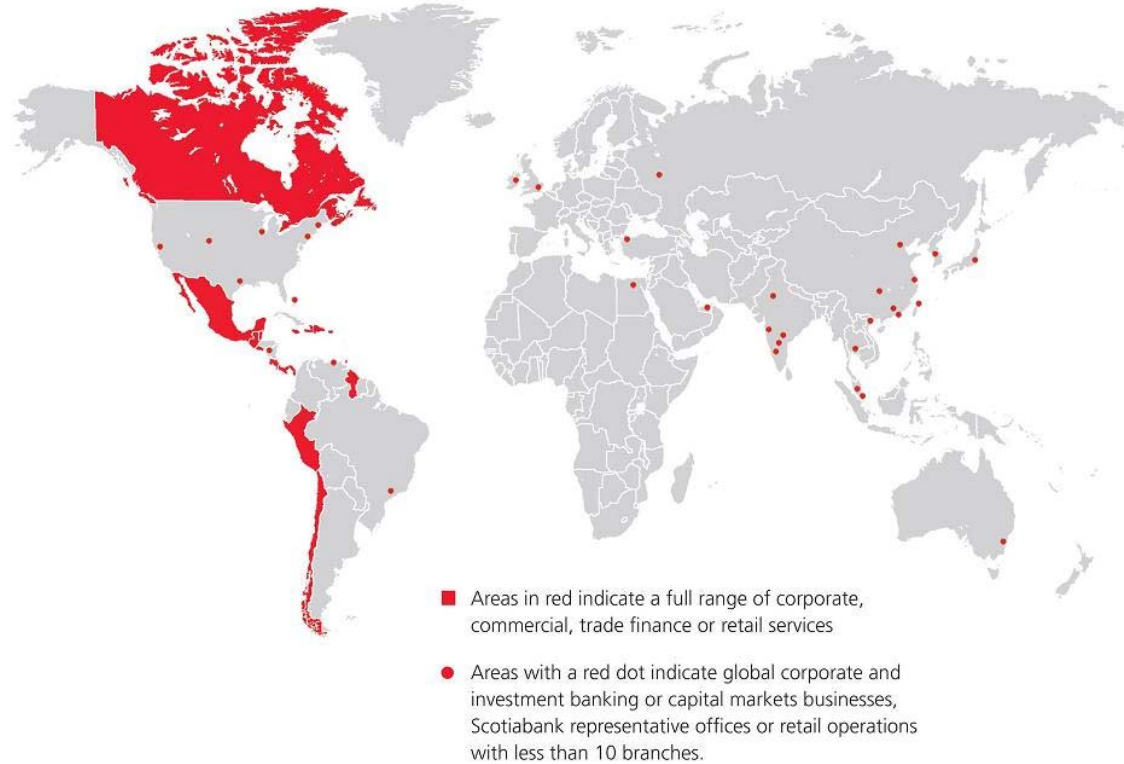 Areas in red indicate a full range of corporate,
commercial, trade finance or retail services
Areas with a red dot indicate global corporate and
investment banking or capital markets businesses,
Scotiabank representative offices or retail operations
with less than 10 branches.